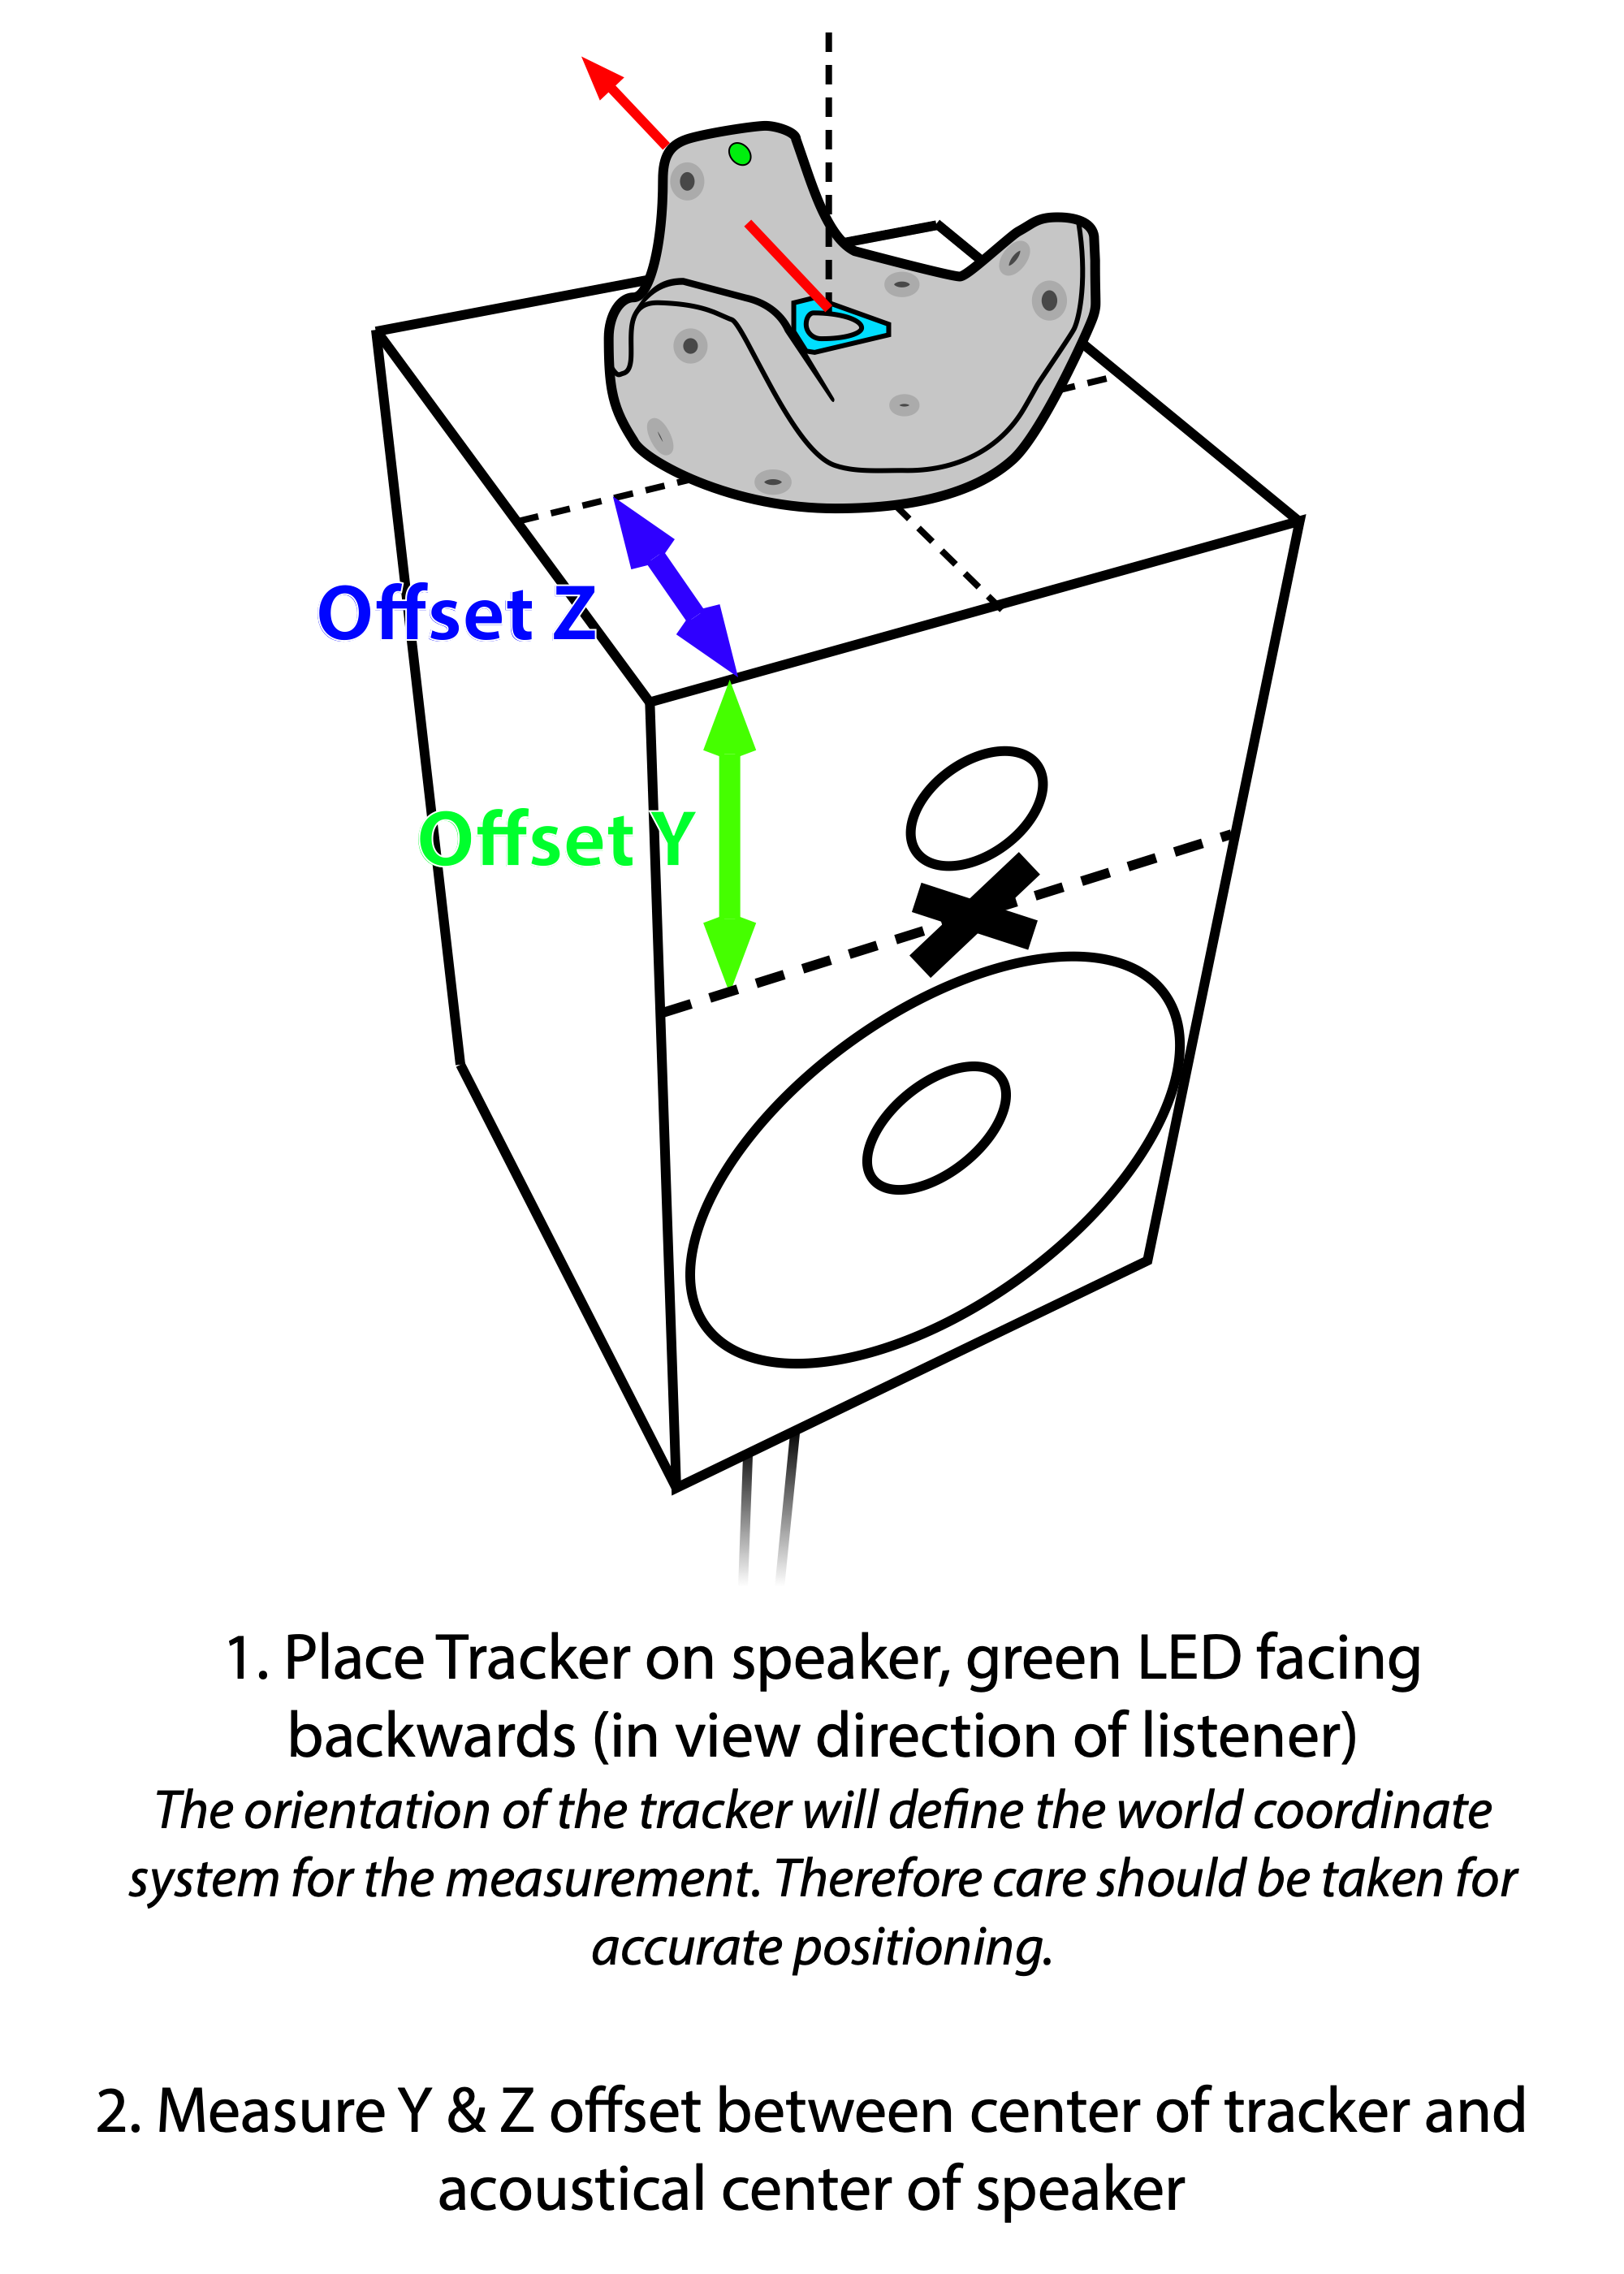 Offset Z
Offset Y
1. Place Tracker on speaker, green LED facing
backwards (in view direction of listener)
The orientation of the tracker will define the world coordinate
system for the measurement. Therefore care should be taken for
accurate positioning.
2. Measure Y & Z offset between center of tracker and
acoustical center of speaker